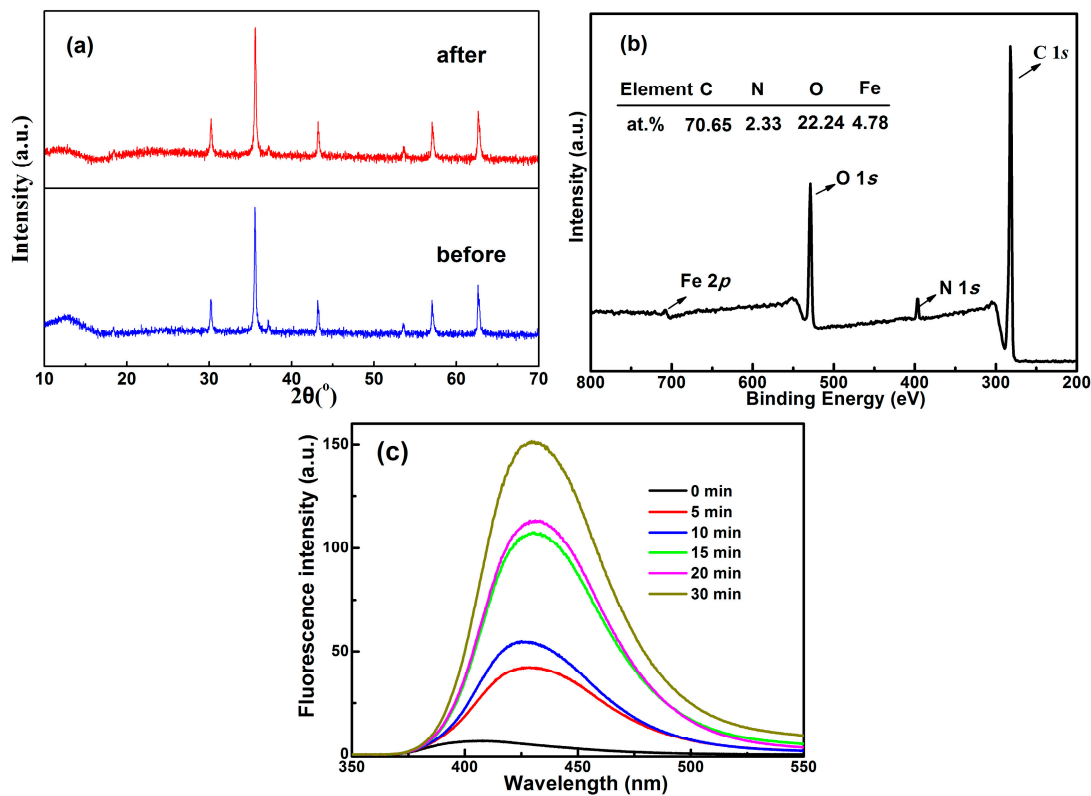 (a)
after
before
Intensity (a.u.)
10 20 30 40 50 60 70
2θ(°)
(b)
C 1s
Element C N O Fe
at.% 70.65 2.33 22.24 4.78
O 1s
Fe 2p
N 1s
Intensity (a.u.)
800 700 600 500 400 300 200
Binding Energy (eV)
(c)
150
100
50
0
Fluorescence intensity (a.u.)
0 min
5 min
10 min
15 min
20 min
30 min
350 400 450 500 550
Wavelength (nm)